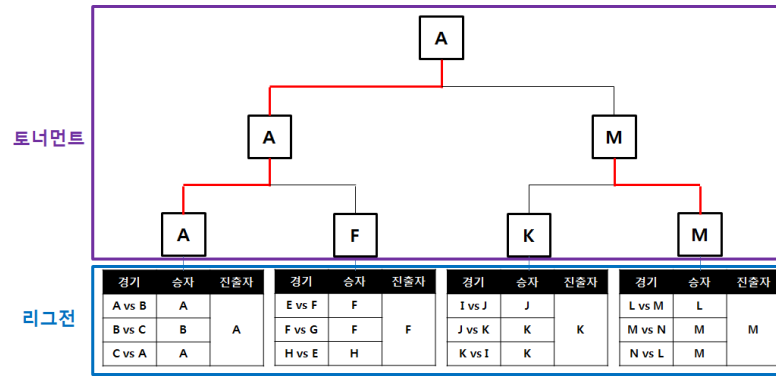 A
토너먼트
A M
A F K M
리그전
경기 승자 진출자 경기 승자 진출자 경기 승자 진출자 경기 승자 진출자
A vs B A E vs F F I vs J J L vs M L
B vs C B A F vs G F F J vs K K K M vs N M M
C vs A A H vs E H K vs I K N vs L M